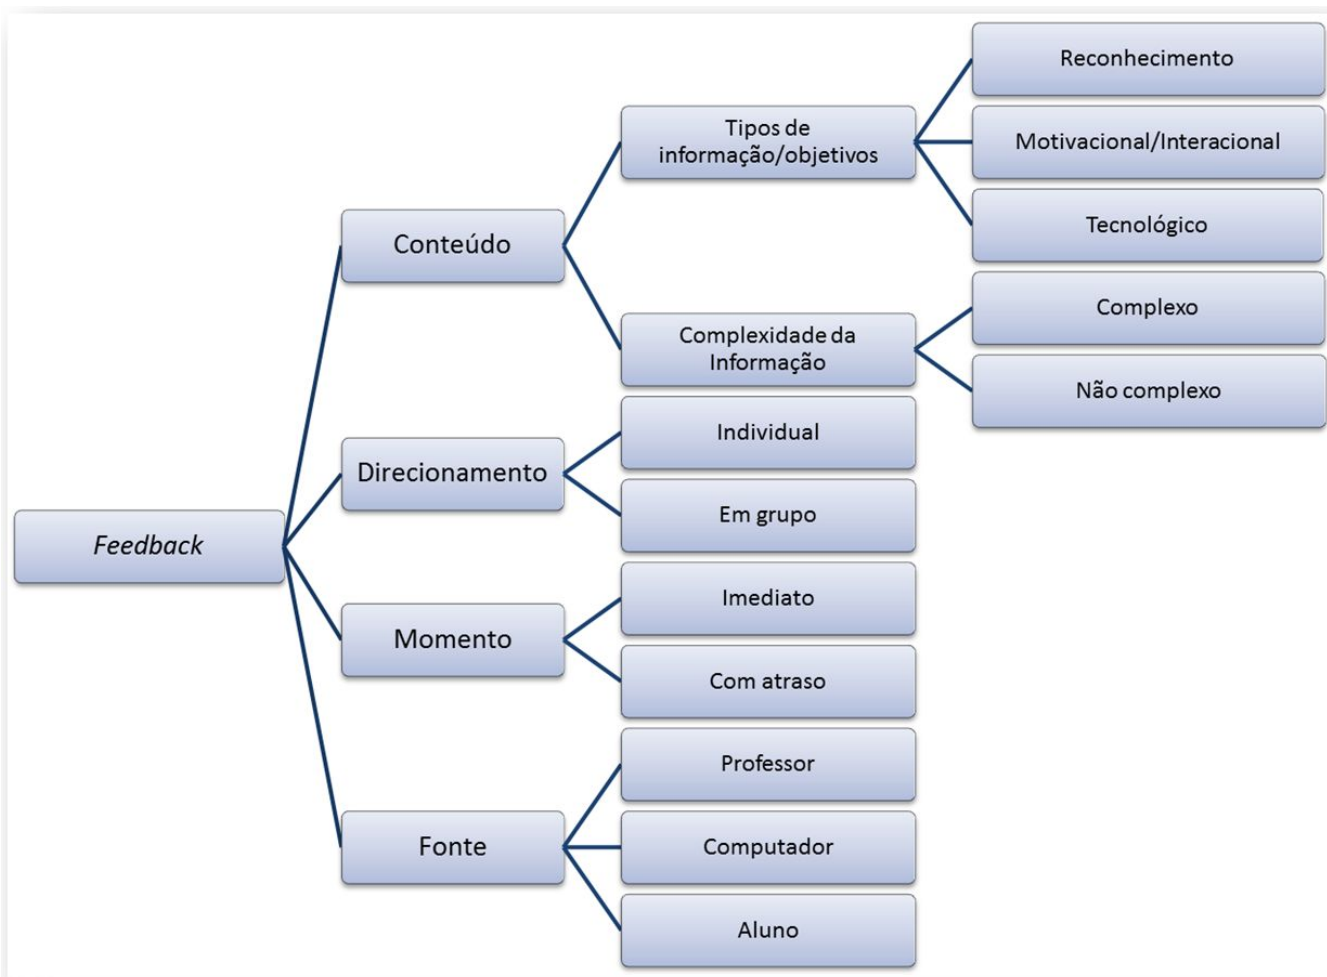 Feedback
Conteúdo
Tipos de
informação/objetivos
Reconhecimento
Motivacional/Interacional
Tecnológico
Complexidade da
Informação
Complexo
Não complexo
Direcionamento
Individual
Em grupo
Momento
Imediato
Com atraso
Fonte
Professor
Computador
Aluno